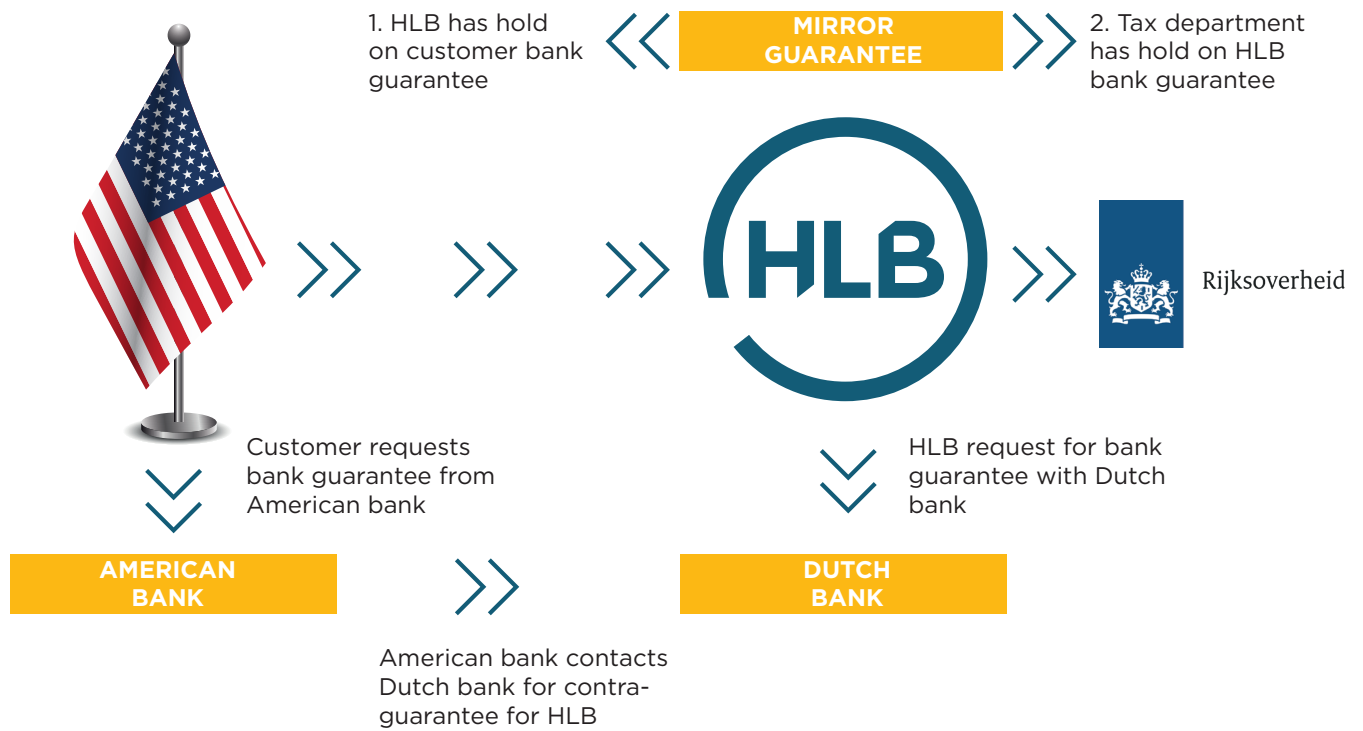 1. HLB has hold
on customer bank
guarantee
MIRROR
GUARANTEE
2. Tax department
has hold on HLB
bank guarantee
HLB
Rijksoverheid
Customer requests
bank guarantee from
American bank
HLB request for bank
guarantee with Dutch
bank
AMERICAN
BANK
DUTCH
BANK
American bank contacts
Dutch bank for contra-
guarantee for HLB